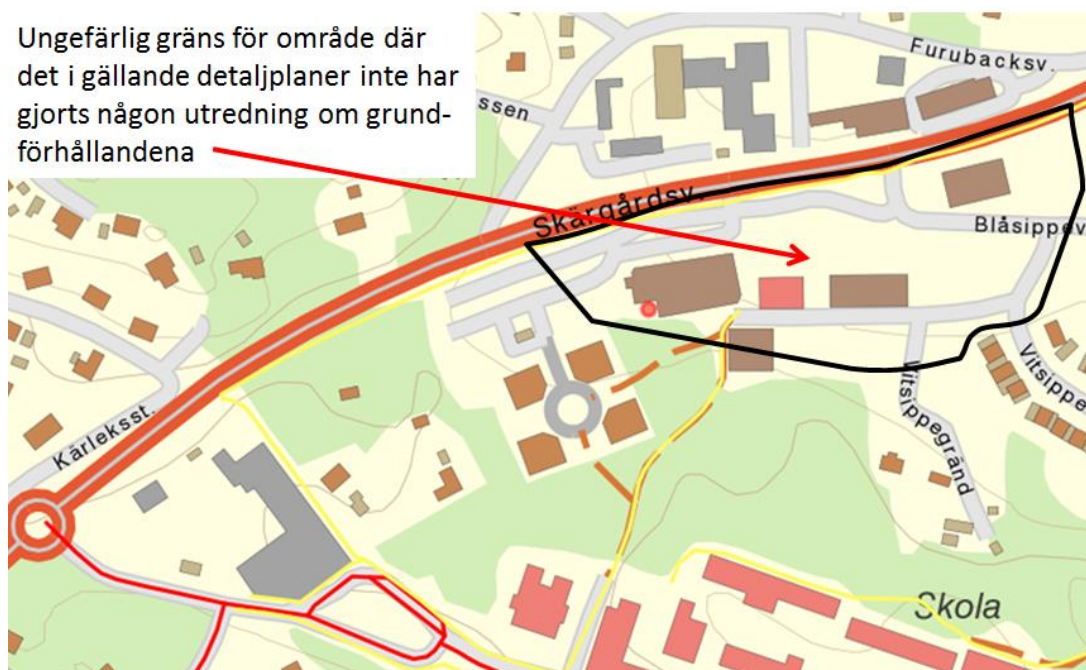 Ungefärlig gräns för område där
det i gällande detaljplaner inte har
gjorts någon utredning om grund-
förhållandena
Furubacksv.
ssen
Skärgårdsv.
Blåsippev
Vitsippe
Vitsippegränd
Kärleksst.
Skola